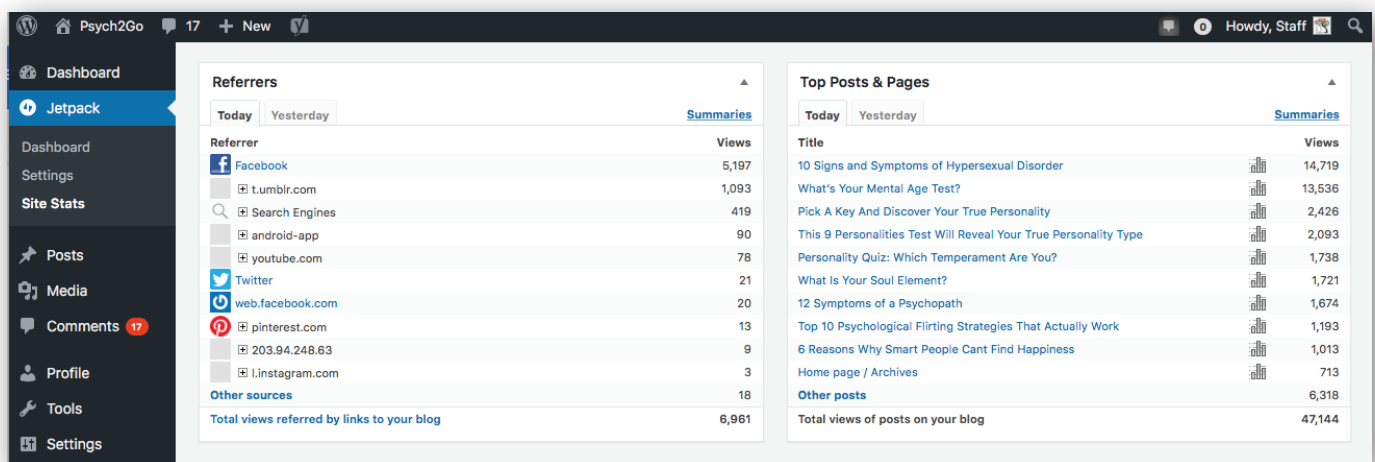 Psych2Go 17 + New 0 Howdy, Staff
Dashboard
Jetpack
Dashboard
Settings
Site Stats
Posts
Media
Comments 17
Profile
Tools
Settings
Referrers
Today Yesterday Summaries
Referrer Views
Facebook 5,197
t.umblr.com 1,093
Search Engines 419
android-app 90
youtube.com 78
Twitter 21
web.facebook.com 20
pinterest.com 13
203.94.248.63 9
l.instagram.com 3
Other sources 18
Total views referred by links to your blog 6,961
Top Posts & Pages
Today Yesterday Summaries
Title Views
10 Signs and Symptoms of Hypersexual Disorder 14,719
What's Your Mental Age Test? 13,536
Pick A Key And Discover Your True Personality 2,426
This 9 Personalities Test Will Reveal Your True Personality Type 2,093
Personality Quiz: Which Temperament Are You? 1,738
What Is Your Soul Element? 1,721
12 Symptoms of a Psychopath 1,674
Top 10 Psychological Flirting Strategies That Actually Work 1,193
6 Reasons Why Smart People Cant Find Happiness 1,013
Home page / Archives 713
Other posts 6,318
Total views of posts on your blog 47,144